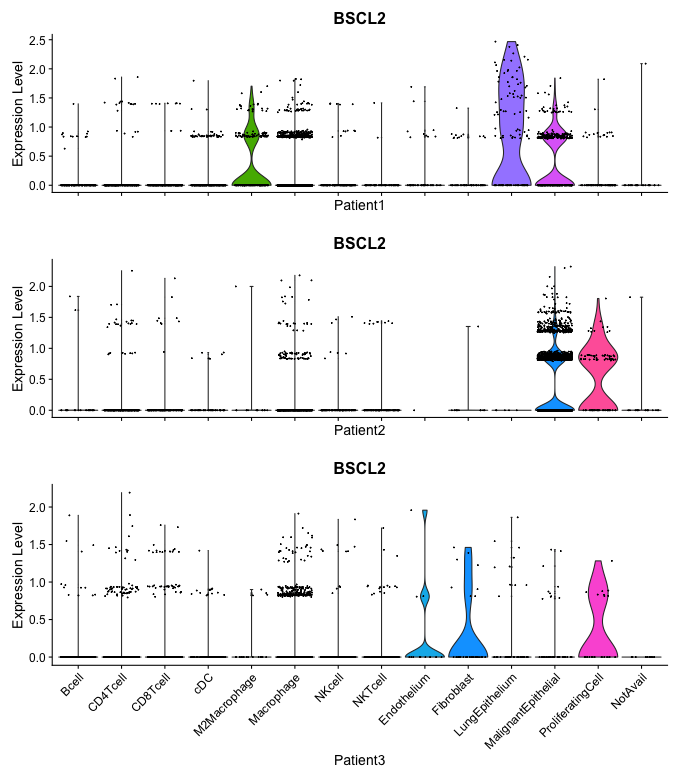 BSCL2
Expression Level
2.5
2.0
1.5
1.0
0.5
0.0
Patient1
BSCL2
Expression Level
2.0
1.5
1.0
0.5
0.0
Patient2
BSCL2
Expression Level
2.0
1.5
1.0
0.5
0.0
Bcell
CD4Tcell
CD8Tcell
cDC
M2Macrophage
Macrophage
NKcell
NKTcell
Endothelium
Fibroblast
LungEpithelium
MalignantEpithelial
ProliferatingCell
NotAvail
Patient3